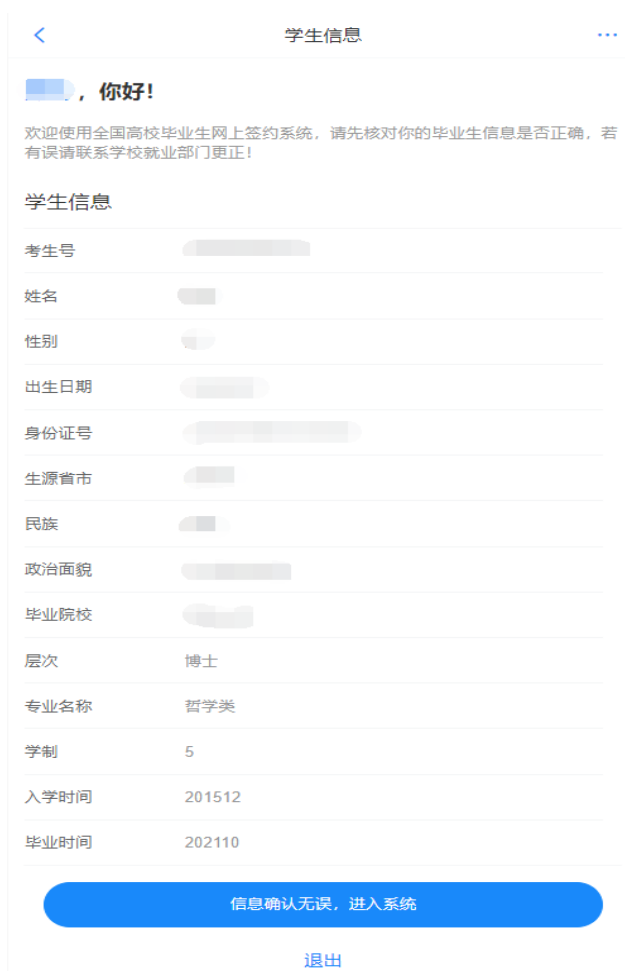 学生信息
，你好！
欢迎使用全国高校毕业生网上签约系统，请先核对你的毕业生信息是否正确，若
有误请联系学校就业部门更正！
学生信息
考生号
姓名
性别
出生日期
身份证号
生源省市
民族
政治面貌
毕业院校
层次 博士
专业名称 哲学类
学制 5
入学时间 201512
毕业时间 202110
信息确认无误，进入系统
退出